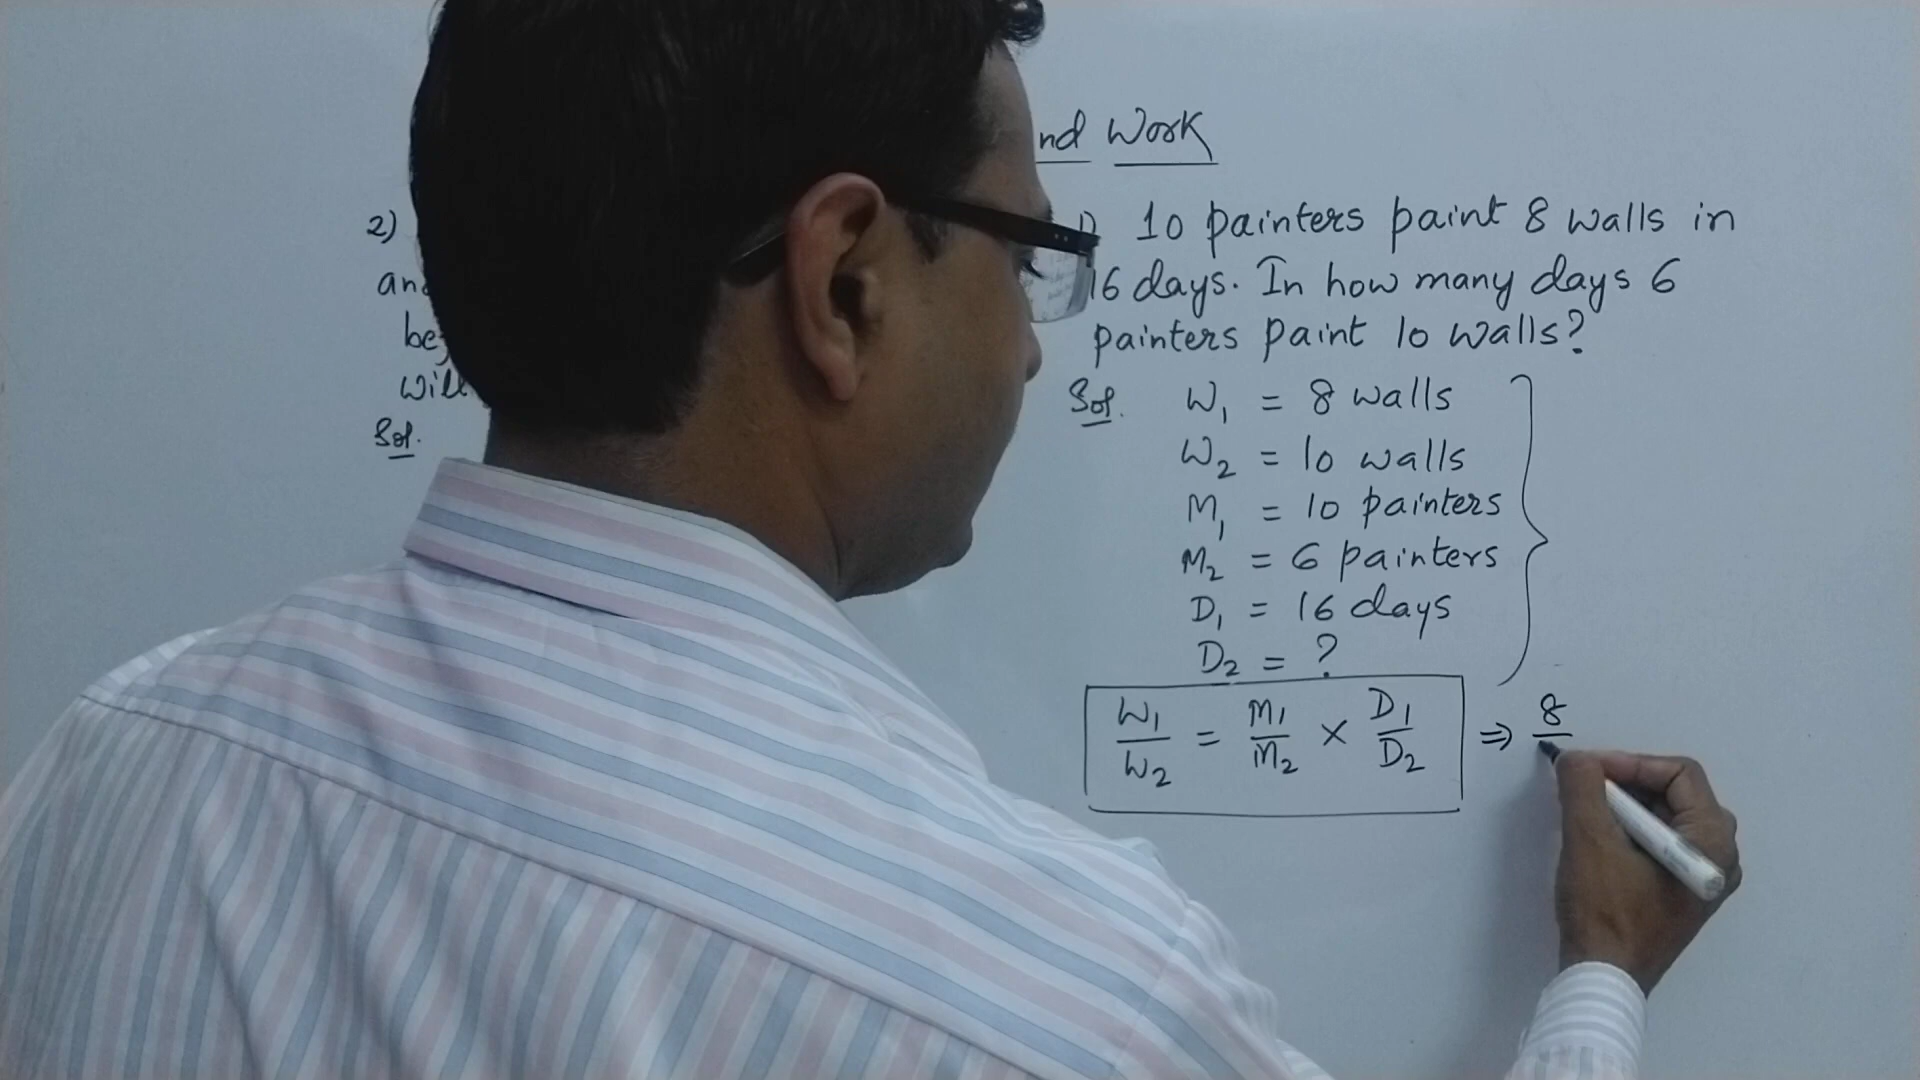 nd Work
2)
be
will
Sol.
1) 10 painters paint 8 walls in
16 days. In how many days 6
painters paint 10 walls?
Sol. W₁ = 8 walls
W₂ = 10 walls
M₁ = 10 painters
M₂ = 6 painters
D₁ = 16 days
D₂ = ?
W₁/W₂ = M₁/M₂ × D₁/D₂ ⇒ 8